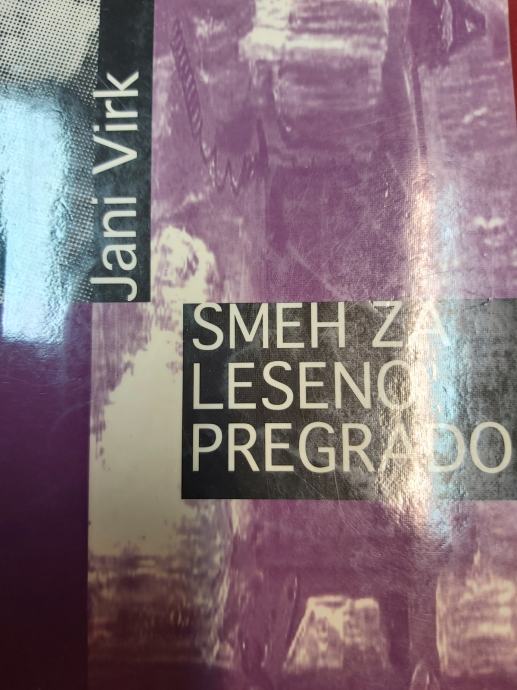 Jani Virk
SMEH ZA
LESENO
PREGRADO